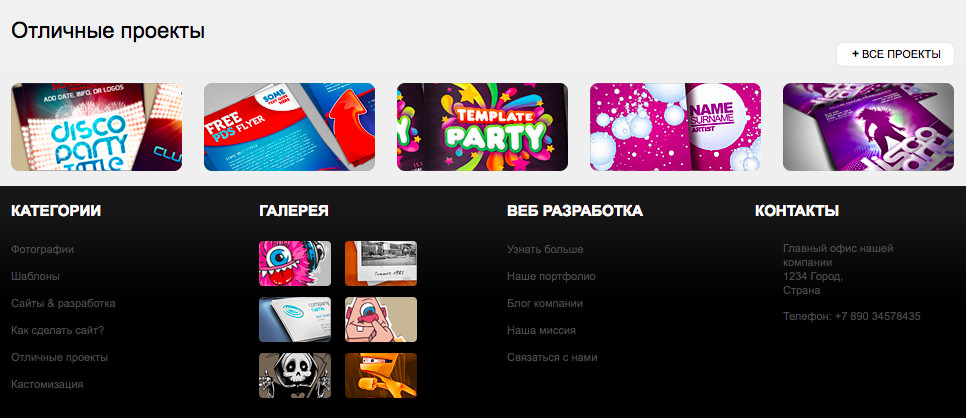 Отличные проекты
+ ВСЕ ПРОЕКТЫ
ADD DATE, INFO, OR LOGOS
DISCO
PARTY
TITLE
CLU
SOME
TEXT HERE
FREE
PDS FLYER
TEMPLATE
PARTY
NAME
SURNAME
ARTIST
КАТЕГОРИИ
Фотографии
Шаблоны
Сайты & разработка
Как сделать сайт?
Отличные проекты
Кастомизация
ГАЛЕРЕЯ
Summer 1982
company
name
ВЕБ РАЗРАБОТКА
Узнать больше
Наше портфолио
Блог компании
Наша миссия
Связаться с нами
КОНТАКТЫ
Главный офис нашей
компании
1234 Город,
Страна
Телефон: +7 890 34578435